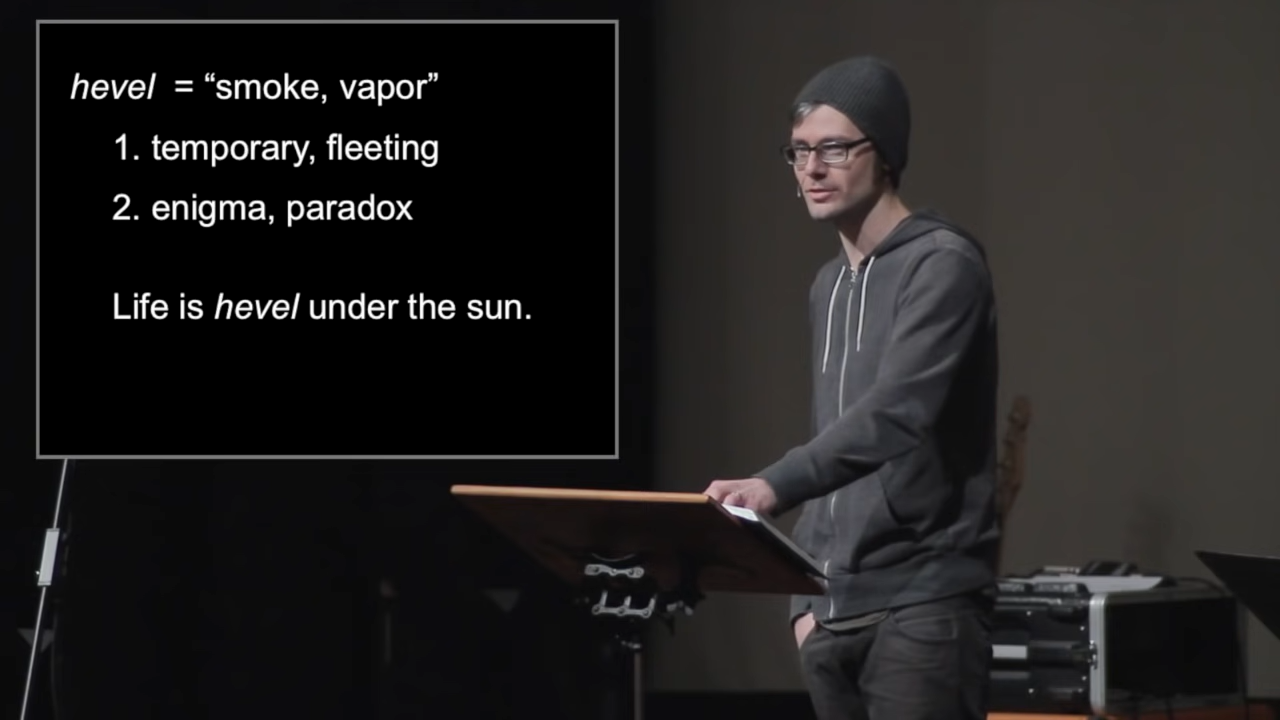 hevel = “smoke, vapor”
1. temporary, fleeting
2. enigma, paradox
Life is hevel under the sun.